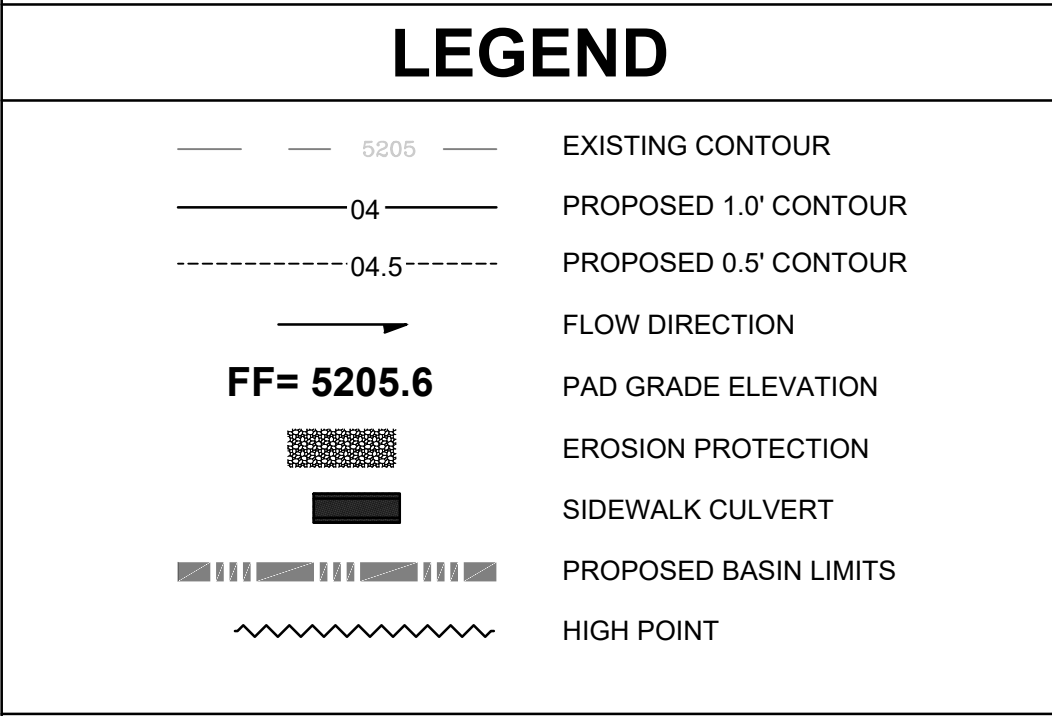 LEGEND
5205 EXISTING CONTOUR
04 PROPOSED 1.0' CONTOUR
04.5 PROPOSED 0.5' CONTOUR
FLOW DIRECTION
FF= 5205.6 PAD GRADE ELEVATION
EROSION PROTECTION
SIDEWALK CULVERT
PROPOSED BASIN LIMITS
HIGH POINT